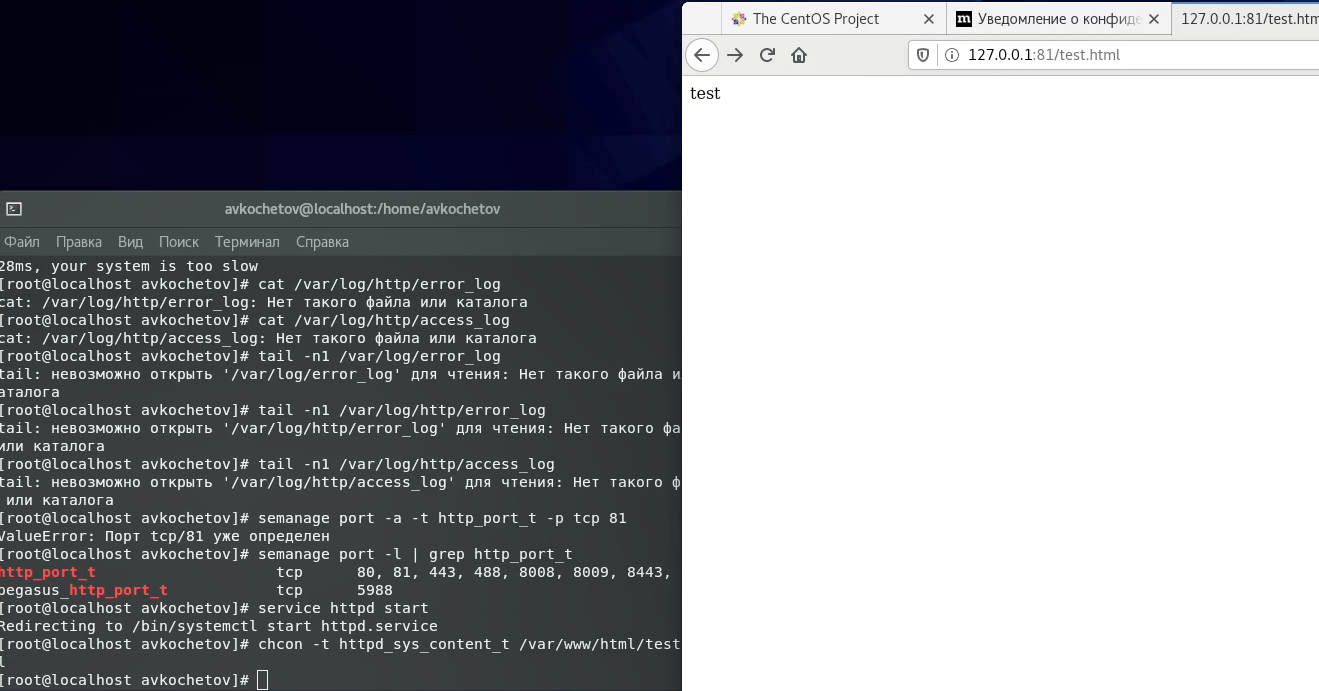 The CentOS Project
Уведомление о конфиде
127.0.0.1:81/test.htm
127.0.0.1:81/test.html
test
avkochetov@localhost:/home/avkochetov
Файл Правка Вид Поиск Терминал Справка
28ms, your system is too slow
[root@localhost avkochetov]# cat /var/log/http/error_log
cat: /var/log/http/error_log: Нет такого файла или каталога
[root@localhost avkochetov]# cat /var/log/http/access_log
cat: /var/log/http/access_log: Нет такого файла или каталога
[root@localhost avkochetov]# tail -n1 /var/log/error_log
tail: невозможно открыть '/var/log/error_log' для чтения: Нет такого файла и
аталога
[root@localhost avkochetov]# tail -n1 /var/log/http/error_log
tail: невозможно открыть '/var/log/http/error_log' для чтения: Нет такого фа
или каталога
[root@localhost avkochetov]# tail -n1 /var/log/http/access_log
tail: невозможно открыть '/var/log/http/access_log' для чтения: Нет такого ф
или каталога
[root@localhost avkochetov]# semanage port -a -t http_port_t -p tcp 81
ValueError: Порт tcp/81 уже определен
[root@localhost avkochetov]# semanage port -l | grep http_port_t
http_port_t tcp 80, 81, 443, 488, 8008, 8009, 8443,
pegasus_http_port_t tcp 5988
[root@localhost avkochetov]# service httpd start
Redirecting to /bin/systemctl start httpd.service
[root@localhost avkochetov]# chcon -t httpd_sys_content_t /var/www/html/test
l
[root@localhost avkochetov]#